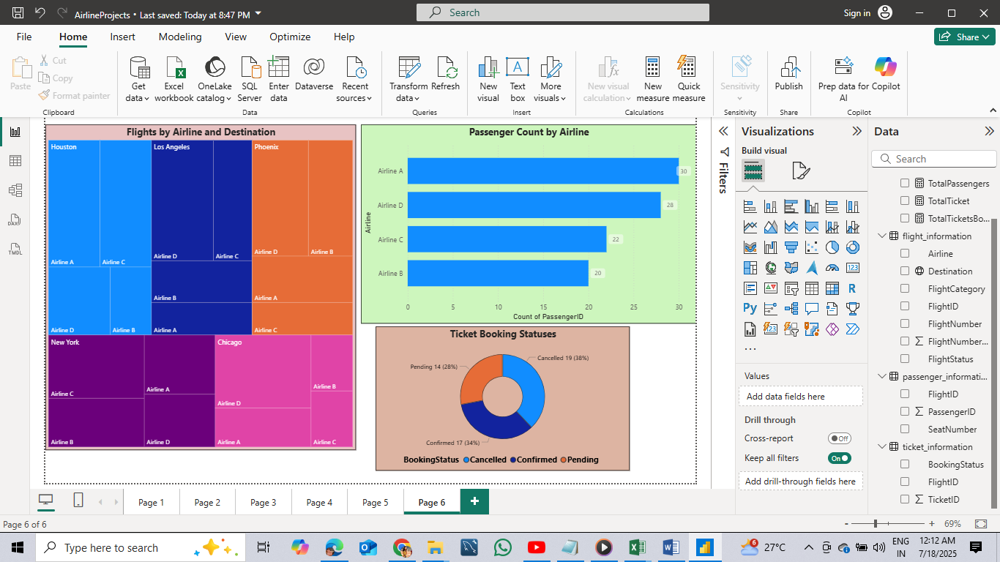 AirlineProjects • Last saved: Today at 8:47 PM
Search
Sign in
File
Home
Insert
Modeling
View
Optimize
Help
Share
Paste
Cut
Copy
Format painter
Clipboard
Get data
Excel workbook
OneLake catalog
SQL Server
Enter data
Dataverse
Recent sources
Data
Transform data
Refresh
Queries
New visual
Text box
More visuals
Insert
New visual calculation
New measure
Quick measure
Calculations
Sensitivity
Sensitivity
Publish
Share
Prep data for AI
Copilot
Copilot
Flights by Airline and Destination
Houston
Airline A
Airline C
Airline D
Airline B
Los Angeles
Airline D
Airline C
Airline B
Airline A
Phoenix
Airline D
Airline B
Airline A
Airline C
New York
Airline C
Airline A
Airline B
Airline D
Chicago
Airline D
Airline B
Airline A
Airline C
Passenger Count by Airline
Airline
Airline A
30
Airline D
28
Airline C
22
Airline B
20
0 5 10 15 20 25 30
Count of PassengerID
Ticket Booking Statuses
Pending 14 (28%)
Cancelled 19 (38%)
Confirmed 17 (34%)
BookingStatus Cancelled Confirmed Pending
Filters
Visualizations
Build visual
123
R
Py
123
...
Values
Add data fields here
Drill through
Cross-report
Off
Keep all filters
On
Add drill-through fields here
Data
Search
TotalPassengers
TotalTicket
TotalTicketsBo...
flight_information
Airline
Destination
FlightCategory
FlightID
FlightNumber
FlightNumber...
FlightStatus
passenger_informati...
FlightID
PassengerID
SeatNumber
ticket_information
BookingStatus
FlightID
TicketID
DAX
TMDL
Page 1
Page 2
Page 3
Page 4
Page 5
Page 6
Page 6 of 6
- + 69%
Type here to search
6
27°C
ENG
IN
12:12 AM
7/18/2025